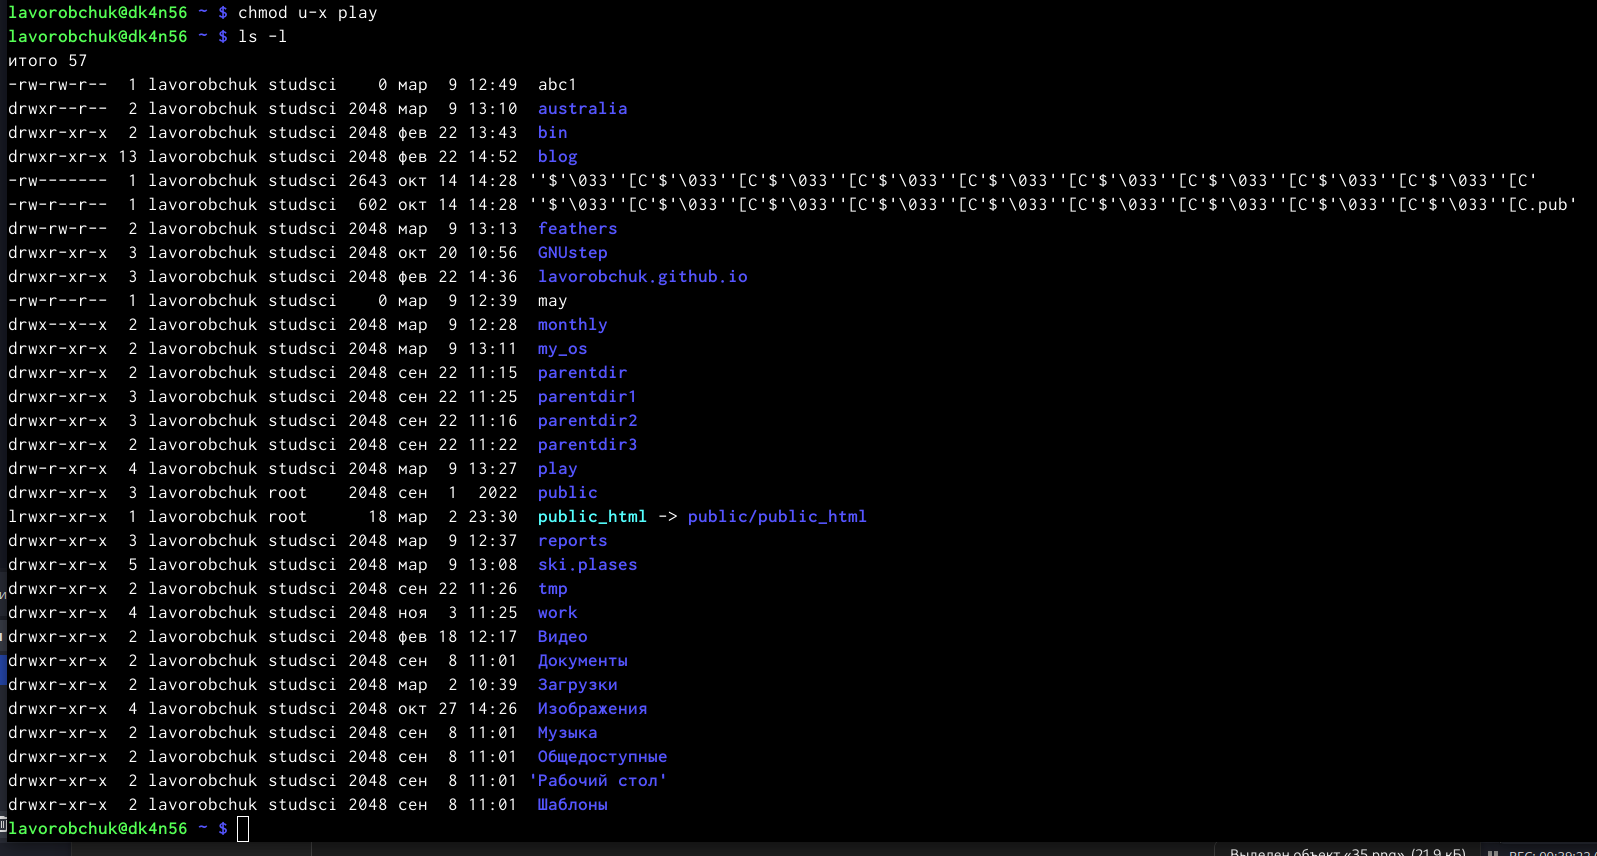 lavorobchuk@dk4n56 ~ $ chmod u-x play
lavorobchuk@dk4n56 ~ $ ls -l
итого 57
-rw-rw-r--  1 lavorobchuk studsci    0 мар  9 12:49  abc1
drwxr--r--  2 lavorobchuk studsci 2048 мар  9 13:10  australia
drwxr-xr-x  2 lavorobchuk studsci 2048 фев 22 13:43  bin
drwxr-xr-x 13 lavorobchuk studsci 2048 фев 22 14:52  blog
-rw-------  1 lavorobchuk studsci 2643 окт 14 14:28 ''$'\033''[C'$'\033''[C'$'\033''[C'$'\033''[C'$'\033''[C'$'\033''[C'$'\033''[C'$'\033''[C'$'\033''[C'
-rw-r--r--  1 lavorobchuk studsci  602 окт 14 14:28 ''$'\033''[C'$'\033''[C'$'\033''[C'$'\033''[C'$'\033''[C'$'\033''[C'$'\033''[C'$'\033''[C'$'\033''[C.pub'
drw-rw-r--  2 lavorobchuk studsci 2048 мар  9 13:13  feathers
drwxr-xr-x  3 lavorobchuk studsci 2048 окт 20 10:56  GNUstep
drwxr-xr-x  3 lavorobchuk studsci 2048 фев 22 14:36  lavorobchuk.github.io
-rw-r--r--  1 lavorobchuk studsci    0 мар  9 12:39  may
drwx--x--x  2 lavorobchuk studsci 2048 мар  9 12:28  monthly
drwxr-xr-x  2 lavorobchuk studsci 2048 мар  9 13:11  my_os
drwxr-xr-x  2 lavorobchuk studsci 2048 сен 22 11:15  parentdir
drwxr-xr-x  3 lavorobchuk studsci 2048 сен 22 11:25  parentdir1
drwxr-xr-x  3 lavorobchuk studsci 2048 сен 22 11:16  parentdir2
drwxr-xr-x  2 lavorobchuk studsci 2048 сен 22 11:22  parentdir3
drw-r-xr-x  4 lavorobchuk studsci 2048 мар  9 13:27  play
drwxr-xr-x  3 lavorobchuk root    2048 сен  1  2022  public
lrwxr-xr-x  1 lavorobchuk root      18 мар  2 23:30  public_html -> public/public_html
drwxr-xr-x  3 lavorobchuk studsci 2048 мар  9 12:37  reports
drwxr-xr-x  5 lavorobchuk studsci 2048 мар  9 13:08  ski.plases
drwxr-xr-x  2 lavorobchuk studsci 2048 сен 22 11:26  tmp
drwxr-xr-x  4 lavorobchuk studsci 2048 ноя  3 11:25  work
drwxr-xr-x  2 lavorobchuk studsci 2048 фев 18 12:17  Видео
drwxr-xr-x  2 lavorobchuk studsci 2048 сен  8 11:01  Документы
drwxr-xr-x  2 lavorobchuk studsci 2048 мар  2 10:39  Загрузки
drwxr-xr-x  4 lavorobchuk studsci 2048 окт 27 14:26  Изображения
drwxr-xr-x  2 lavorobchuk studsci 2048 сен  8 11:01  Музыка
drwxr-xr-x  2 lavorobchuk studsci 2048 сен  8 11:01  Общедоступные
drwxr-xr-x  2 lavorobchuk studsci 2048 сен  8 11:01 'Рабочий стол'
drwxr-xr-x  2 lavorobchuk studsci 2048 сен  8 11:01  Шаблоны
lavorobchuk@dk4n56 ~ $
Выделен объект «35.png» (21,9 кБ)